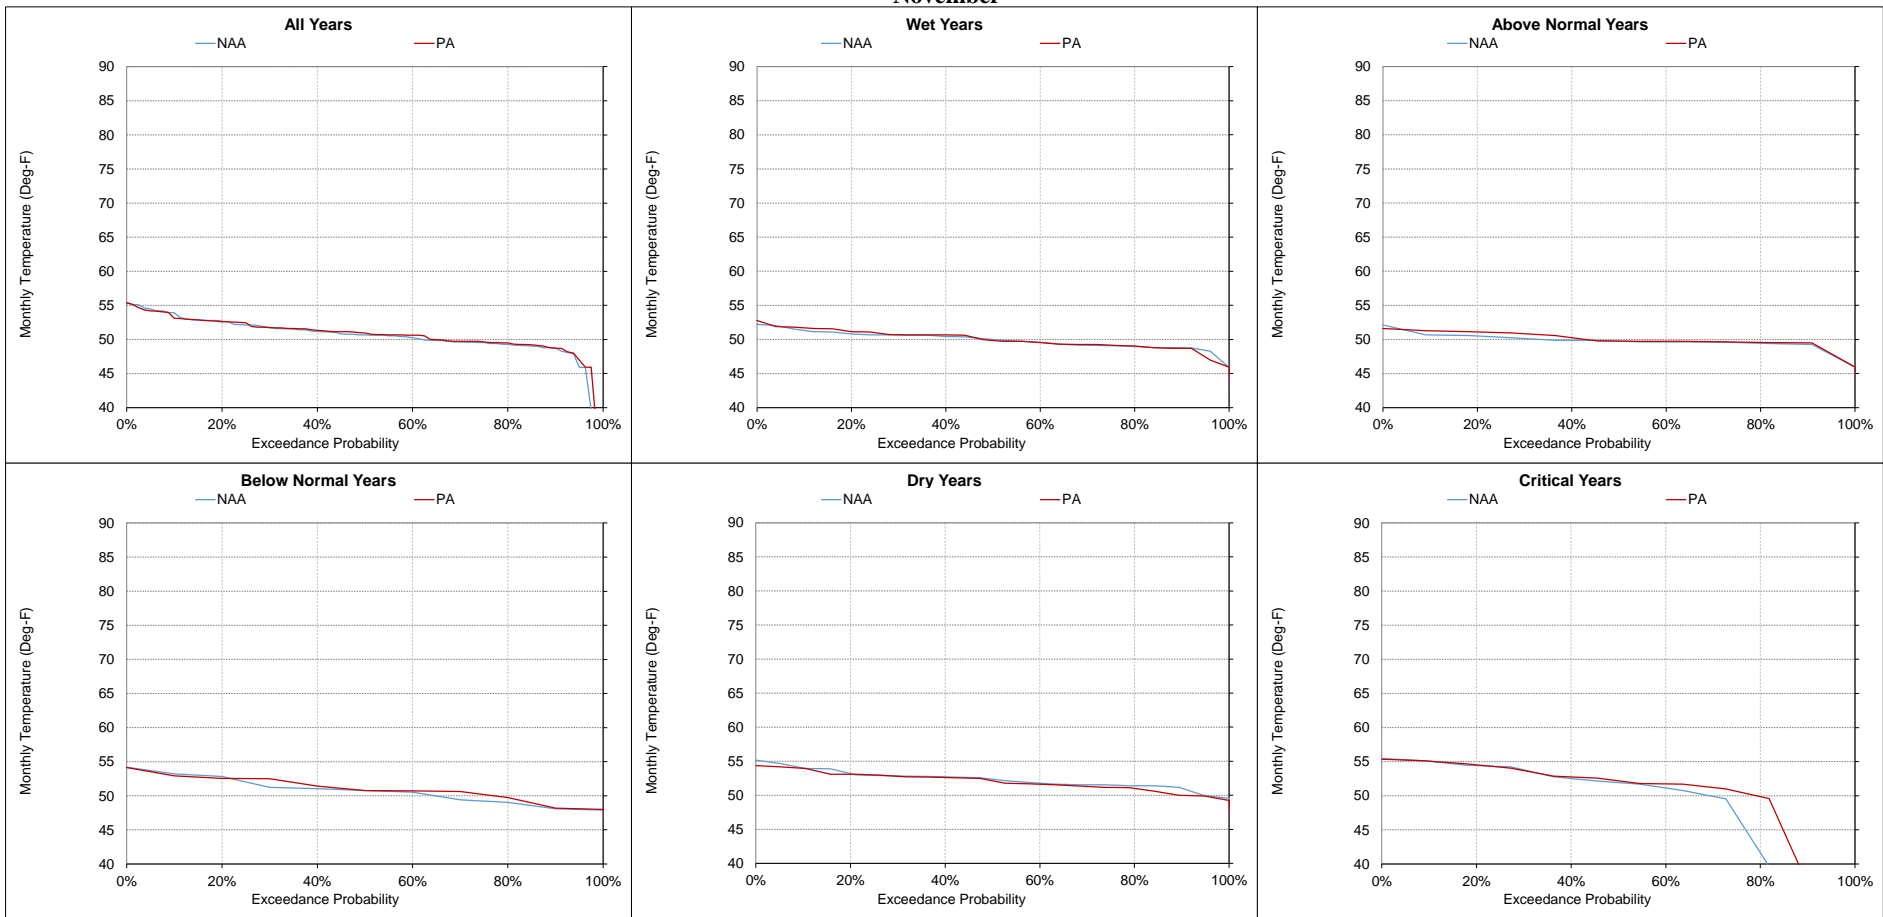 November
All Years
NAA PA
90
85
80
75
70
65
60
55
50
45
40
Monthly Temperature (Deg-F)
0% 20% 40% 60% 80% 100%
Exceedance Probability
Wet Years
NAA PA
90
85
80
75
70
65
60
55
50
45
40
Monthly Temperature (Deg-F)
0% 20% 40% 60% 80% 100%
Exceedance Probability
Above Normal Years
NAA PA
90
85
80
75
70
65
60
55
50
45
40
Monthly Temperature (Deg-F)
0% 20% 40% 60% 80% 100%
Exceedance Probability
Below Normal Years
NAA PA
90
85
80
75
70
65
60
55
50
45
40
Monthly Temperature (Deg-F)
0% 20% 40% 60% 80% 100%
Exceedance Probability
Dry Years
NAA PA
90
85
80
75
70
65
60
55
50
45
40
Monthly Temperature (Deg-F)
0% 20% 40% 60% 80% 100%
Exceedance Probability
Critical Years
NAA PA
90
85
80
75
70
65
60
55
50
45
40
Monthly Temperature (Deg-F)
0% 20% 40% 60% 80% 100%
Exceedance Probability